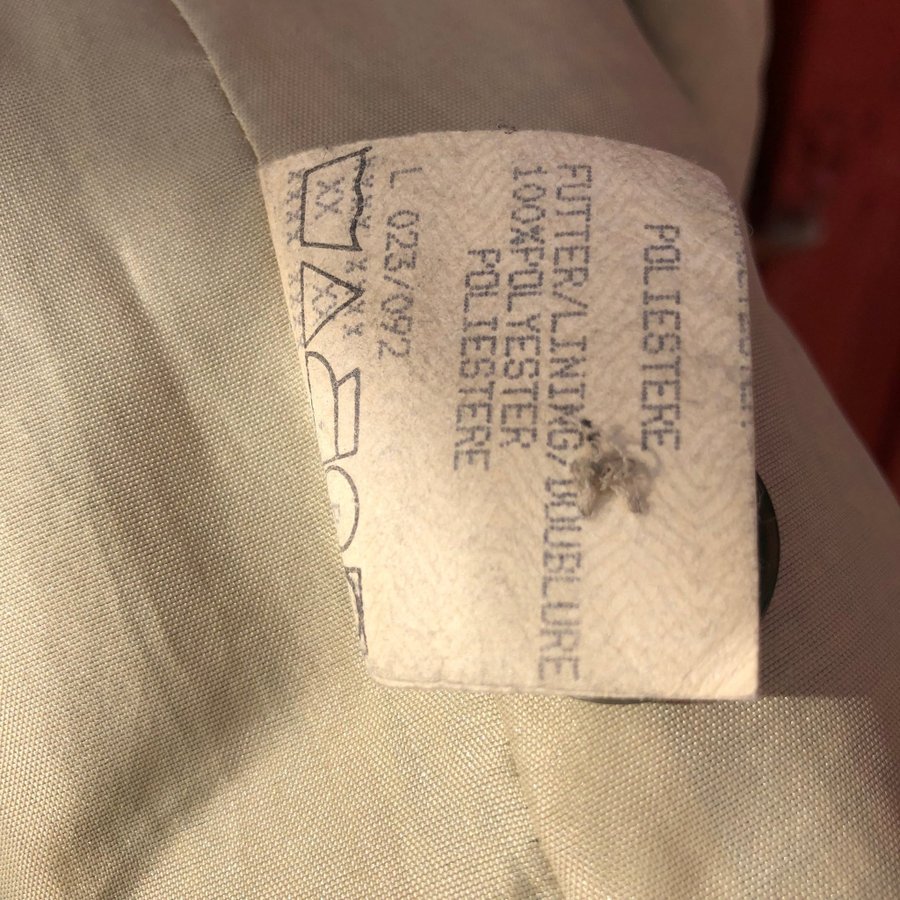 POLIESTERE
FUTTER/LINING/DOUBLURE
100%POLYESTER
POLIESTERE
L 023/092